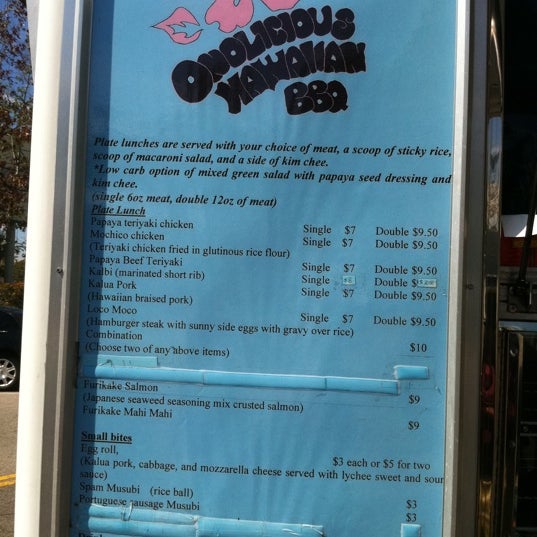 ONOLICIOUS
HAWAIIAN
BBQ
Plate lunches are served with your choice of meat, a scoop of sticky rice,
scoop of macaroni salad, and a side of kim chee.
*Low carb option of mixed green salad with papaya seed dressing and
kim chee.
(single 6oz meat, double 12oz of meat)
Plate Lunch
Papaya teriyaki chicken Single $7 Double $9.50
Mochico chicken Single $7 Double $9.50
(Teriyaki chicken fried in glutinous rice flour)
Papaya Beef Teriyaki Single $7 Double $9.50
Kalbi (marinated short rib) Single Double
Kalua Pork Single $7 Double $9.50
(Hawaiian braised pork)
Loco Moco Single $7 Double $9.50
(Hamburger steak with sunny side eggs with gravy over rice)
Combination $10
(Choose two of any above items)
Furikake Salmon $9
(Japanese seaweed seasoning mix crusted salmon)
Furikake Mahi Mahi $9
Small bites
Egg roll, $3 each or $5 for two
(Kalua pork, cabbage, and mozzarella cheese served with lychee sweet and sour
sauce)
Spam Musubi (rice ball) $3
Portuguese sausage Musubi $3